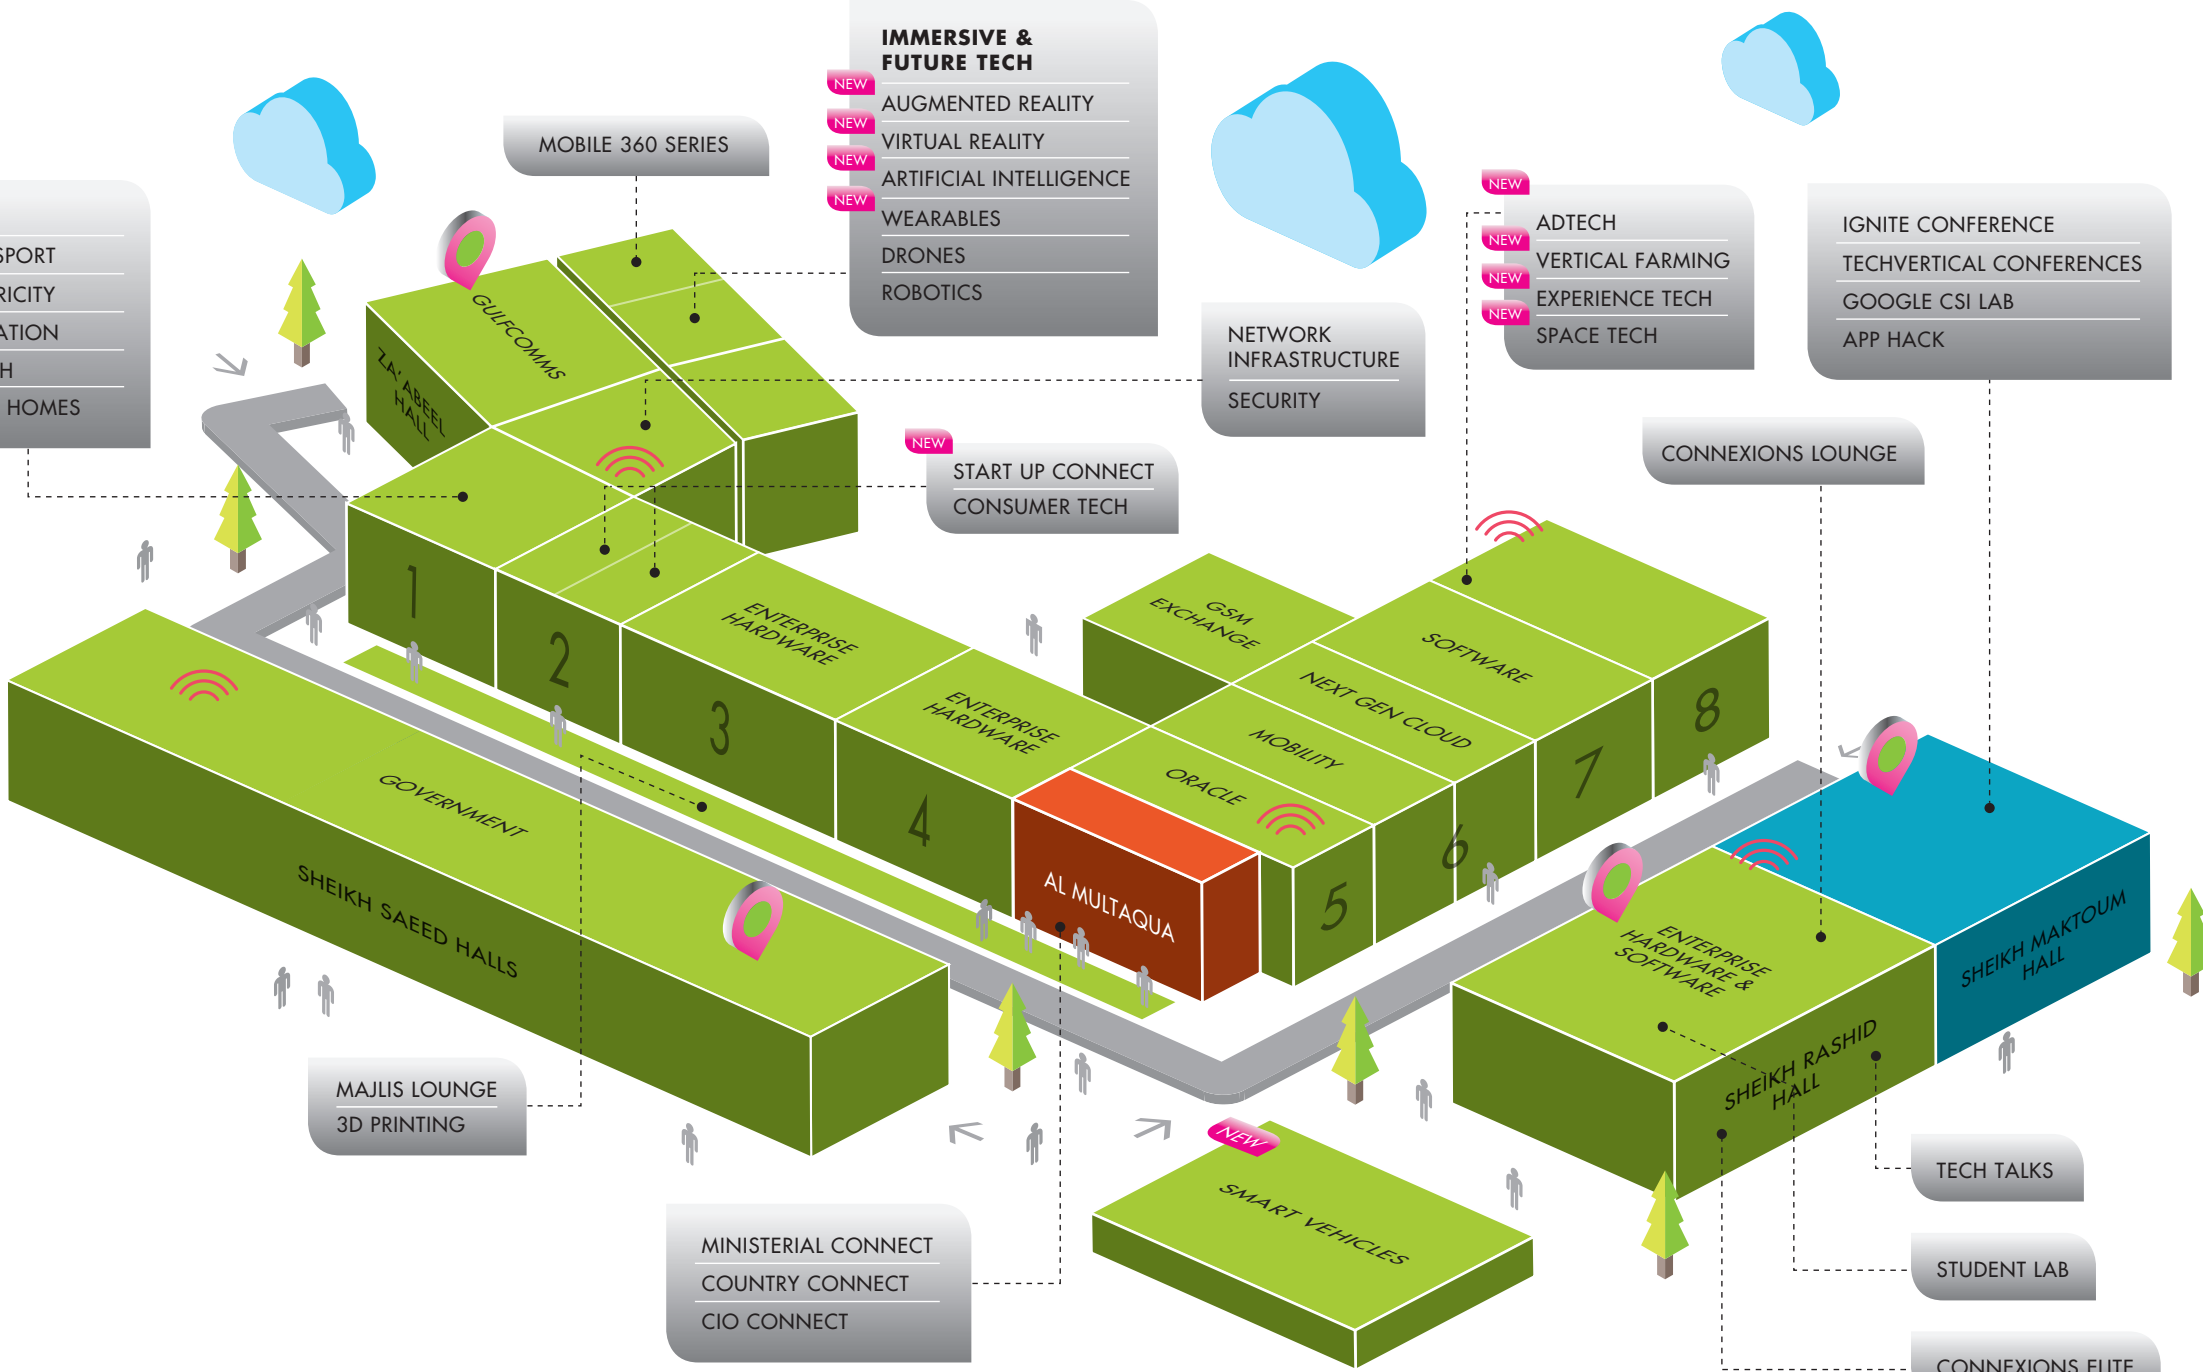 IMMERSIVE &
FUTURE TECH
NEW
AUGMENTED REALITY
NEW
VIRTUAL REALITY
NEW
ARTIFICIAL INTELLIGENCE
NEW
WEARABLES
DRONES
ROBOTICS
MOBILE 360 SERIES
SPORT
RICITY
ATION
H
HOMES
NEW
ADTECH
NEW
VERTICAL FARMING
NEW
EXPERIENCE TECH
NEW
SPACE TECH
IGNITE CONFERENCE
TECHVERTICAL CONFERENCES
GOOGLE CSI LAB
APP HACK
NETWORK
INFRASTRUCTURE
SECURITY
NEW
START UP CONNECT
CONSUMER TECH
CONNEXIONS LOUNGE
GULFCOMMS
ZA'ABEEL
HALL
1
2
3
4
5
6
7
8
ENTERPRISE
HARDWARE
ENTERPRISE
HARDWARE
GSM
EXCHANGE
SOFTWARE
NEXT GEN CLOUD
MOBILITY
ORACLE
AL MULTAQUA
GOVERNMENT
SHEIKH SAEED HALLS
ENTERPRISE
HARDWARE &
SOFTWARE
SHEIKH RASHID
HALL
SHEIKH MAKTOUM
HALL
MAJLIS LOUNGE
3D PRINTING
NEW
SMART VEHICLES
MINISTERIAL CONNECT
COUNTRY CONNECT
CIO CONNECT
TECH TALKS
STUDENT LAB
CONNEXIONS ELITE